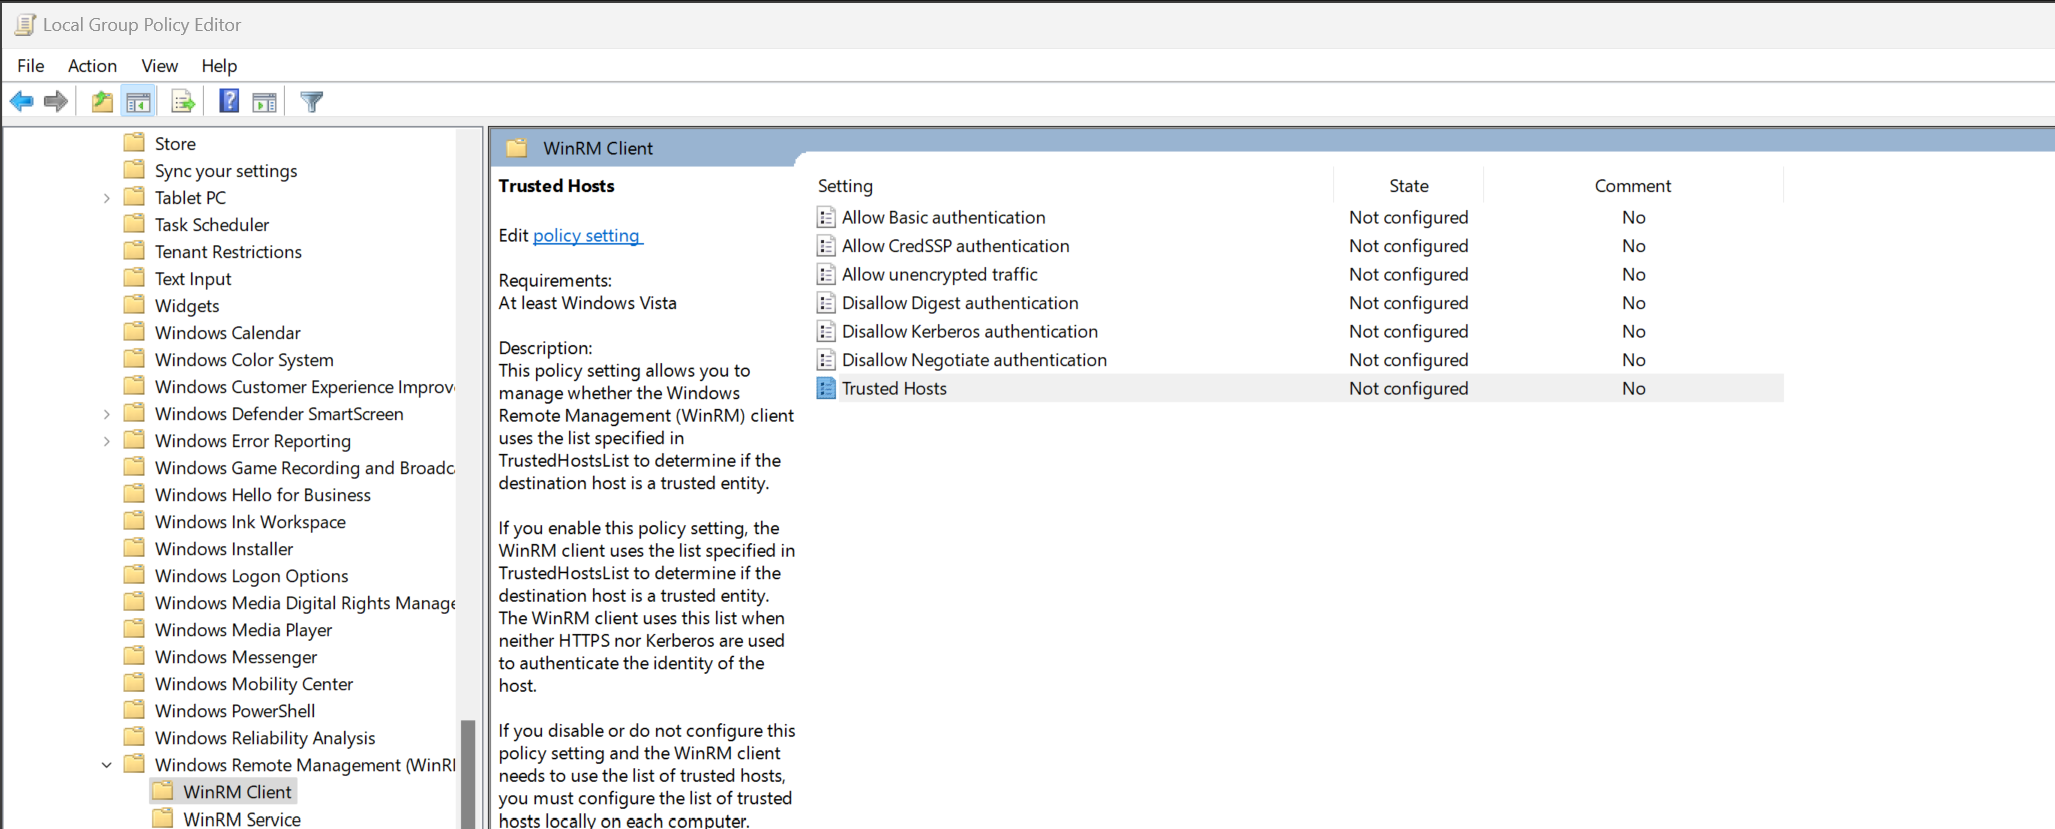 Local Group Policy Editor
File Action View Help
Store
Sync your settings
Tablet PC
Task Scheduler
Tenant Restrictions
Text Input
Widgets
Windows Calendar
Windows Color System
Windows Customer Experience Improv
Windows Defender SmartScreen
Windows Error Reporting
Windows Game Recording and Broadc
Windows Hello for Business
Windows Ink Workspace
Windows Installer
Windows Logon Options
Windows Media Digital Rights Manage
Windows Media Player
Windows Messenger
Windows Mobility Center
Windows PowerShell
Windows Reliability Analysis
Windows Remote Management (WinRI
WinRM Client
WinRM Service
WinRM Client
Trusted Hosts
Edit policy setting
Requirements:
At least Windows Vista
Description:
This policy setting allows you to
manage whether the Windows
Remote Management (WinRM) client
uses the list specified in
TrustedHostsList to determine if the
destination host is a trusted entity.
If you enable this policy setting, the
WinRM client uses the list specified in
TrustedHostsList to determine if the
destination host is a trusted entity.
The WinRM client uses this list when
neither HTTPS nor Kerberos are used
to authenticate the identity of the
host.
If you disable or do not configure this
policy setting and the WinRM client
needs to use the list of trusted hosts,
you must configure the list of trusted
hosts locally on each computer.
Setting State Comment
Allow Basic authentication Not configured No
Allow CredSSP authentication Not configured No
Allow unencrypted traffic Not configured No
Disallow Digest authentication Not configured No
Disallow Kerberos authentication Not configured No
Disallow Negotiate authentication Not configured No
Trusted Hosts Not configured No